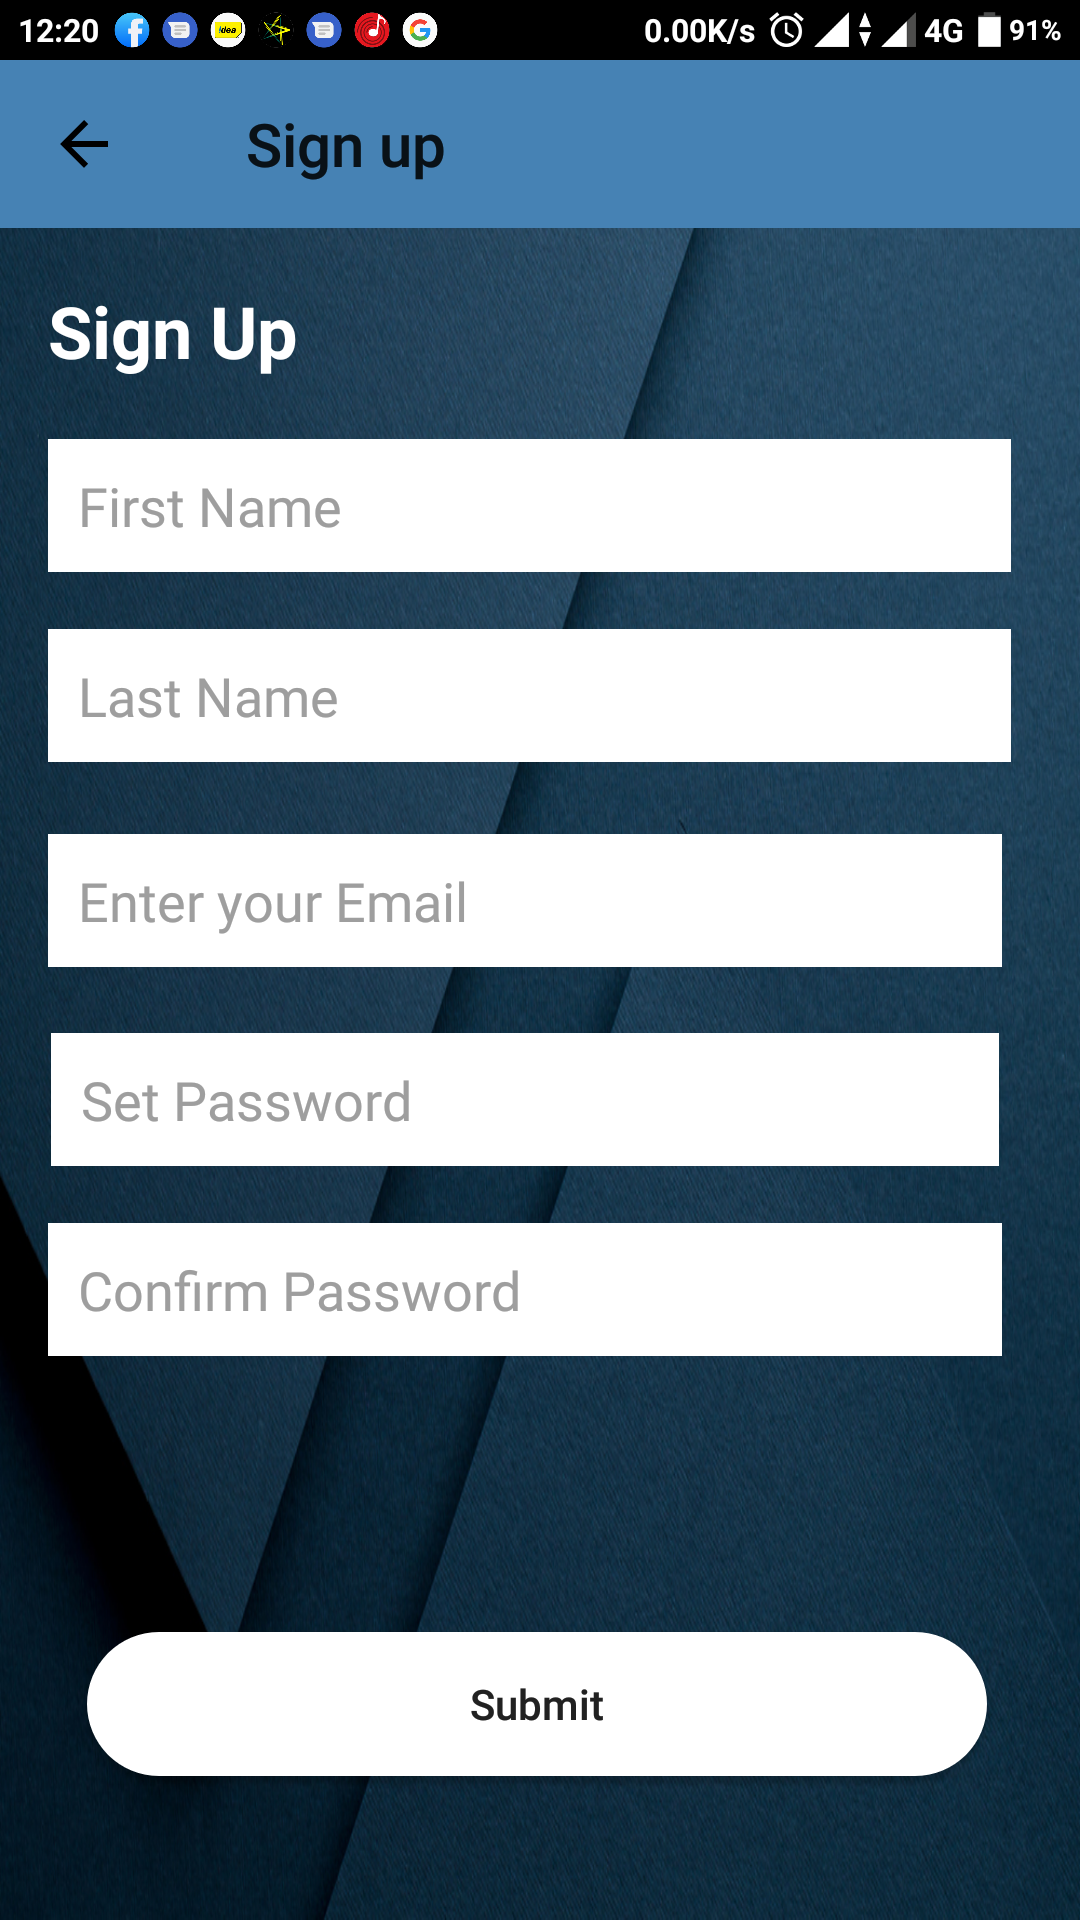 12:20 idea 0.00K/s 4G 91%
Sign up
Sign Up
First Name
Last Name
Enter your Email
Set Password
Confirm Password
Submit